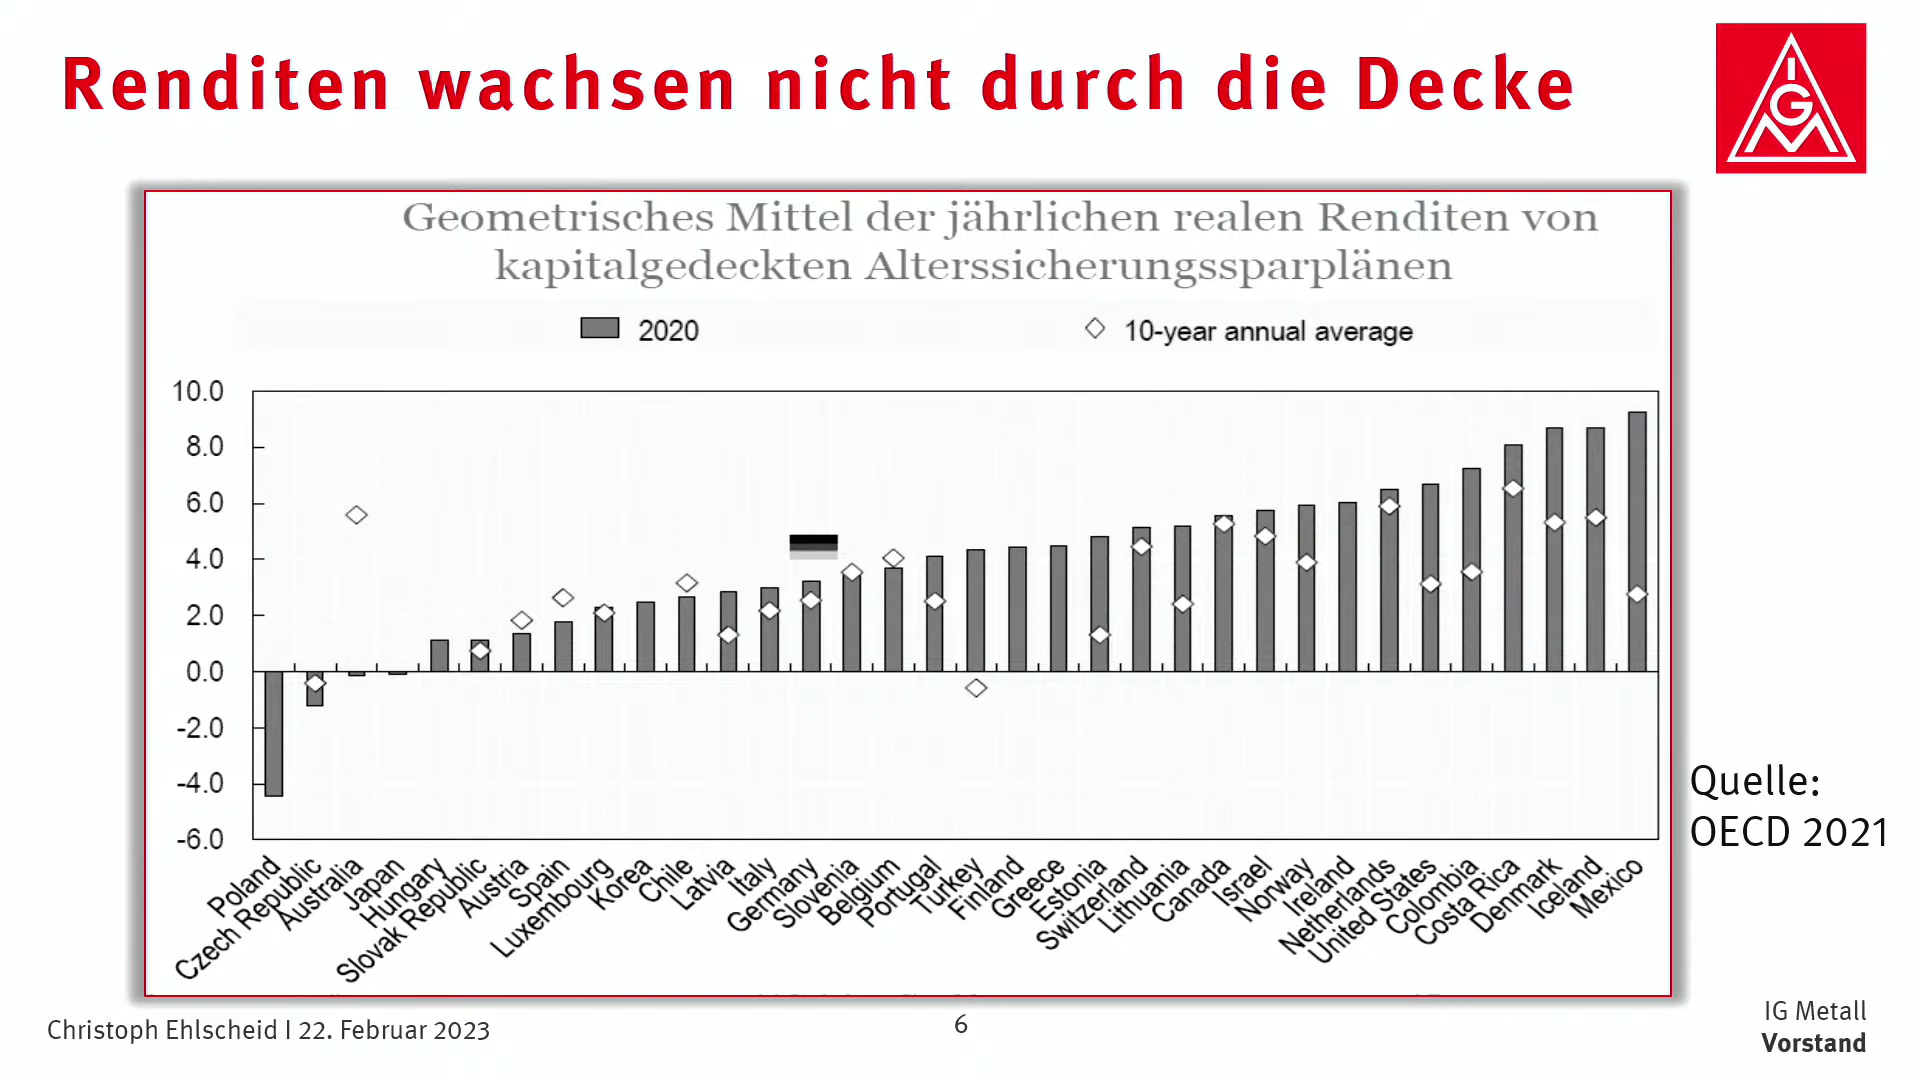 Renditen wachsen nicht durch die Decke
IGM
Geometrisches Mittel der jährlichen realen Renditen von
kapitalgedeckten Alterssicherungssparplänen
2020
10-year annual average
10.0
8.0
6.0
4.0
2.0
0.0
-2.0
-4.0
-6.0
Poland
Czech Republic
Australia
Japan
Hungary
Slovak Republic
Austria
Spain
Luxembourg
Korea
Chile
Latvia
Italy
Germany
Slovenia
Belgium
Portugal
Turkey
Finland
Greece
Estonia
Switzerland
Lithuania
Canada
Israel
Norway
Ireland
Netherlands
United States
Colombia
Costa Rica
Denmark
Iceland
Mexico
Quelle:
OECD 2021
Christoph Ehlscheid I 22. Februar 2023
6
IG Metall
Vorstand